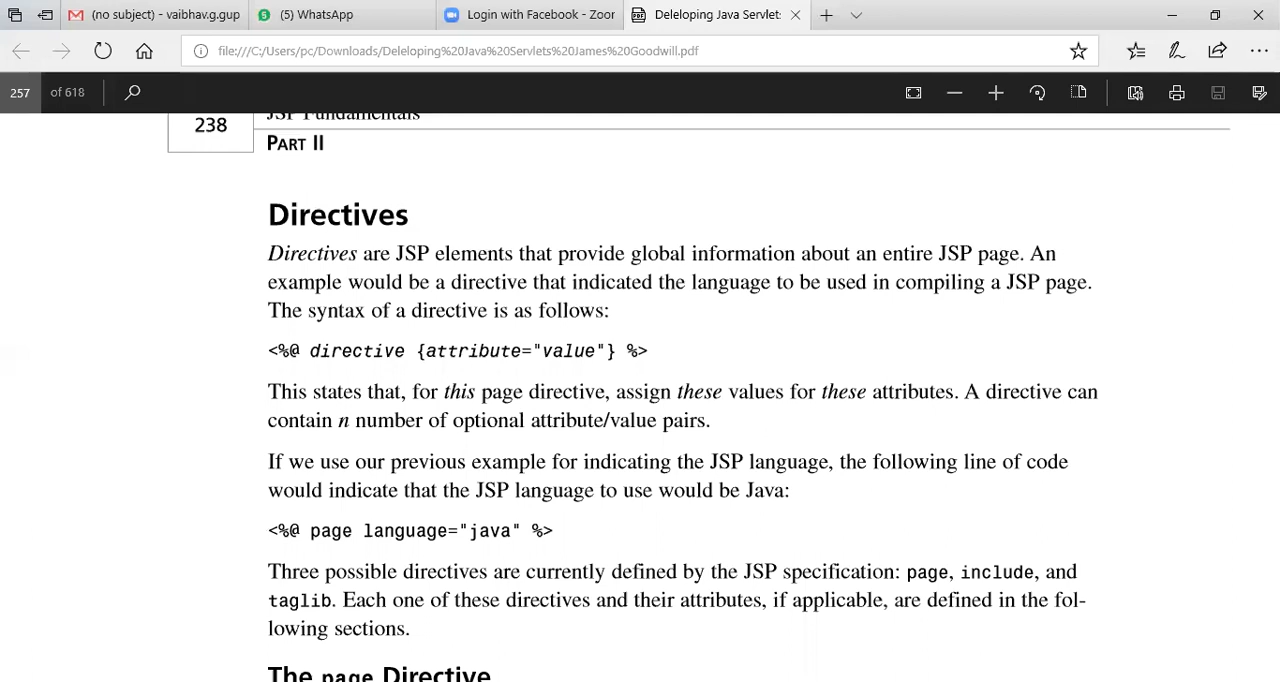 (no subject) - vaibhav.g.gup
(5) WhatsApp
Login with Facebook - Zoor
Deleloping Java Servlet:
file:///C:/Users/pc/Downloads/Deleloping%20Java%20Servlets%20James%20Goodwill.pdf
257 of 618
JSP Fundamentals
238
PART II
Directives
Directives are JSP elements that provide global information about an entire JSP page. An
example would be a directive that indicated the language to be used in compiling a JSP page.
The syntax of a directive is as follows:
<%@ directive {attribute="value"} %>
This states that, for this page directive, assign these values for these attributes. A directive can
contain n number of optional attribute/value pairs.
If we use our previous example for indicating the JSP language, the following line of code
would indicate that the JSP language to use would be Java:
<%@ page language="java" %>
Three possible directives are currently defined by the JSP specification: page, include, and
taglib. Each one of these directives and their attributes, if applicable, are defined in the fol-
lowing sections.
The page Directive